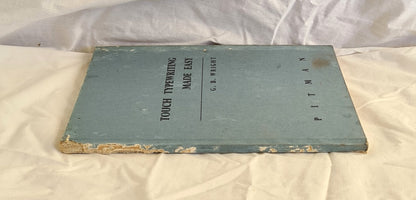 TOUCH TYPEWRITING
MADE EASY
G. B. WRIGHT
PITMAN